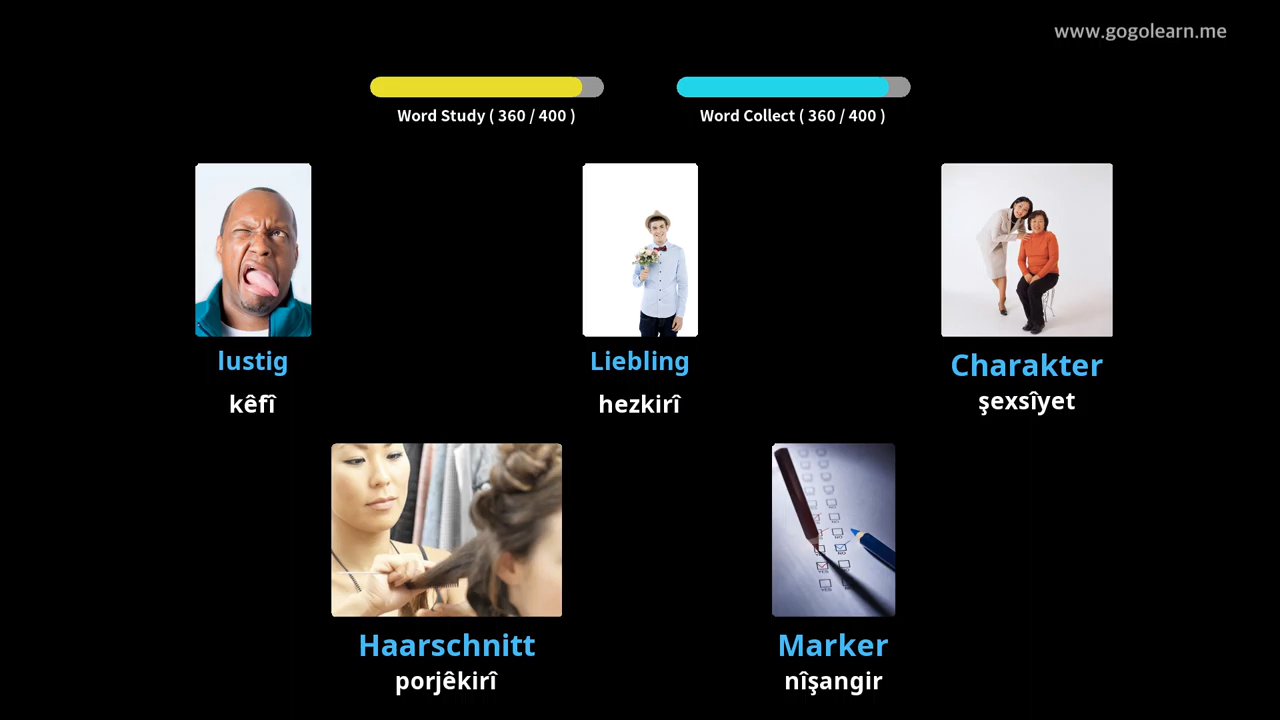 www.gogolearn.me
Word Study ( 360 / 400 )
Word Collect ( 360 / 400 )
lustig
kêfî
Liebling
hezkirî
Charakter
şexsîyet
Haarschnitt
porjêkirî
Marker
nîşangir